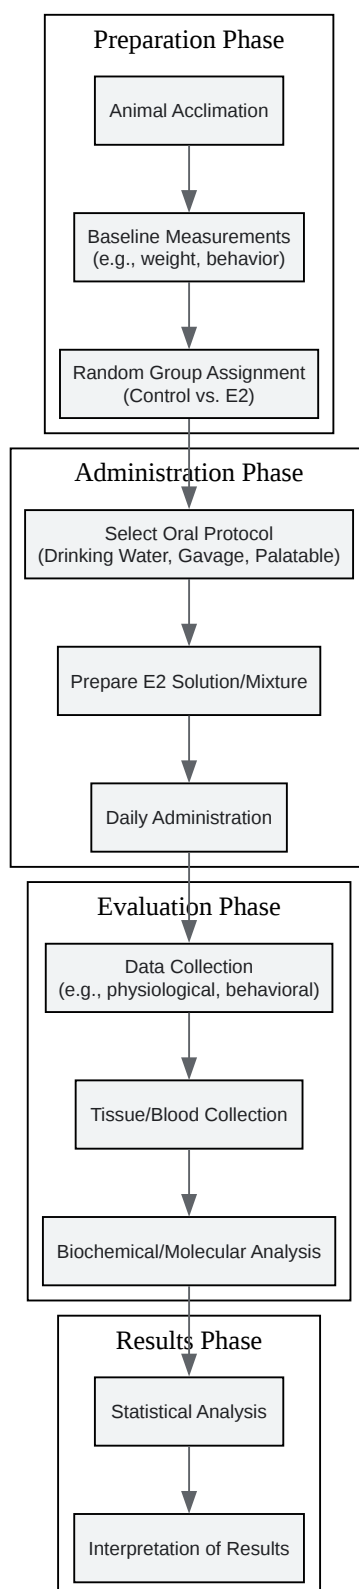 Preparation Phase
Animal Acclimation
Baseline Measurements
(e.g., weight, behavior)
Random Group Assignment
(Control vs. E2)
Administration Phase
Select Oral Protocol
(Drinking Water, Gavage, Palatable)
Prepare E2 Solution/Mixture
Daily Administration
Evaluation Phase
Data Collection
(e.g., physiological, behavioral)
Tissue/Blood Collection
Biochemical/Molecular Analysis
Results Phase
Statistical Analysis
Interpretation of Results